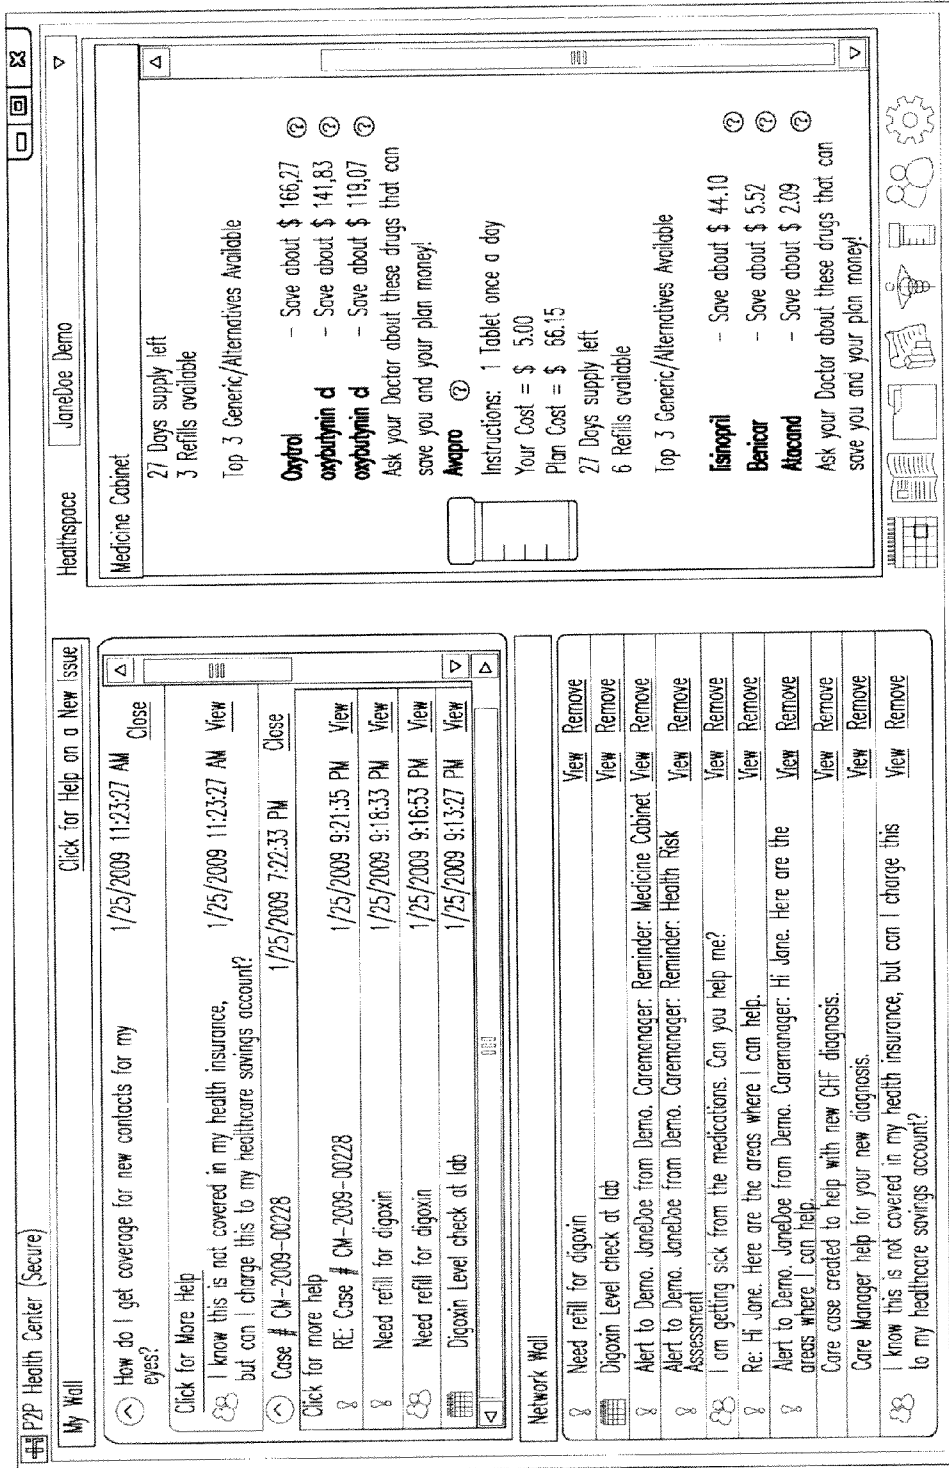 P2P Health Center (Secure)
My Wall
Click for Help on a New Issue
How do I get coverage for new contacts for my
eyes?
1/25/2009 11:23:27 AM
Close
Click for More Help
I know this is not covered in my health insurance,
but can I charge this to my healthcare savings account?
1/25/2009 11:23:27 AM View
Case # CM-2009-00228
1/25/2009 7:22:33 PM
Close
Click for more help
RE: Case # CM-2009-00228 1/25/2009 9:21:35 PM View
Need refill for digoxin 1/25/2009 9:18:33 PM View
Need refill for digoxin 1/25/2009 9:16:53 PM View
Digoxin Level check at lab 1/25/2009 9:13:27 PM View
Network Wall
Need refill for digoxin View Remove
Digoxin Level check at lab View Remove
Alert to Demo. JaneDoe from Demo. Caremanager: Reminder: Medicine Cabinet View Remove
Alert to Demo. JaneDoe from Demo. Caremanager: Reminder: Health Risk
Assessment View Remove
I am getting sick from the medications. Can you help me? View Remove
Re: Hi Jane. Here are the areas where I can help. View Remove
Alert to Demo. JaneDoe from Demo. Caremanager: Hi Jane. Here are the
areas where I can help. View Remove
Care case created to help with new CHF diagnosis. View Remove
Care Manager help for your new diagnosis. View Remove
I know this is not covered in my health insurance, but can I charge this
to my healthcare savings account? View Remove
Healthspace
JaneDoe Demo
Medicine Cabinet
27 Days supply left
3 Refills available
Top 3 Generic/Alternatives Available
Oxytrol - Save about $ 166,27 ?
oxybutynin cl - Save about $ 141,83 ?
oxybutynin cl - Save about $ 119,07 ?
Ask your Doctor about these drugs that can
save you and your plan money!
Avapro ?
Instructions: 1 Tablet once a day
Your Cost = $ 5.00
Plan Cost = $ 66.15
27 Days supply left
6 Refills available
Top 3 Generic/Alternatives Available
lisinopril - Save about $ 44.10 ?
Benicar - Save about $ 5.52 ?
Atacand - Save about $ 2.09 ?
Ask your Doctor about these drugs that can
save you and your plan money!